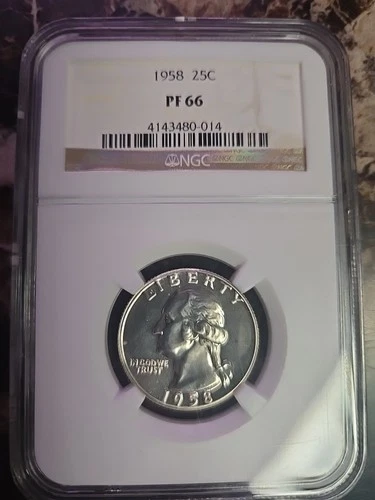 1958 25C
PF 66
4143480-014
NGC
LIBERTY
IN GOD WE
TRUST
1958